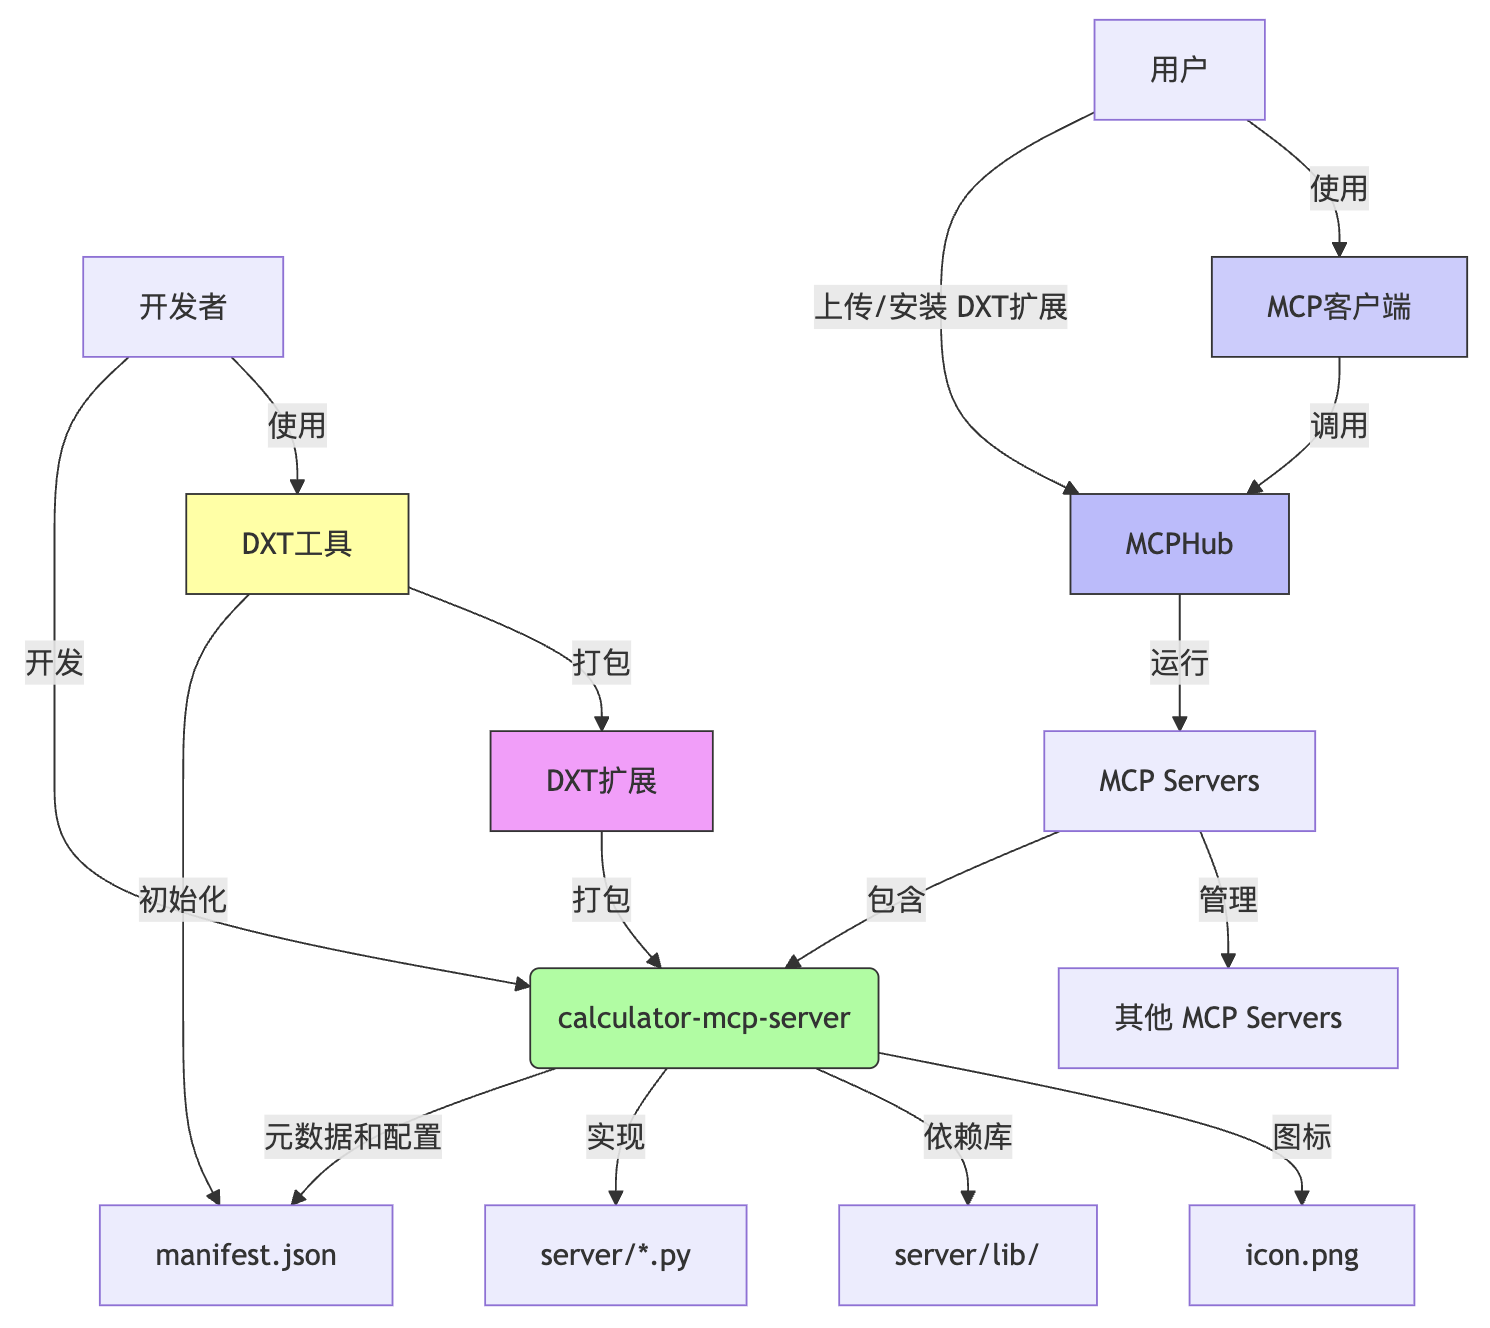 用户
使用
开发者
上传/安装 DXT扩展
MCP客户端
使用
调用
DXT工具
MCPHub
开发
打包
运行
DXT扩展
MCP Servers
初始化
打包
包含
管理
calculator-mcp-server
其他 MCP Servers
元数据和配置
实现
依赖库
图标
manifest.json
server/*.py
server/lib/
icon.png